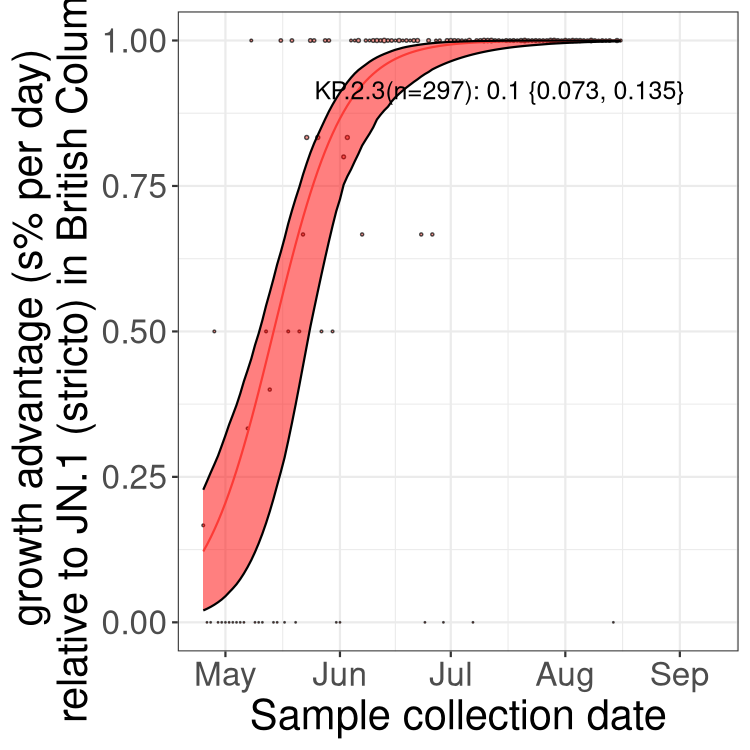 growth advantage (s% per day)
relative to JN.1 (stricto) in British Colum
1.00
0.75
0.50
0.25
0.00
KP.2.3(n=297): 0.1 {0.073, 0.135}
May Jun Jul Aug Sep
Sample collection date